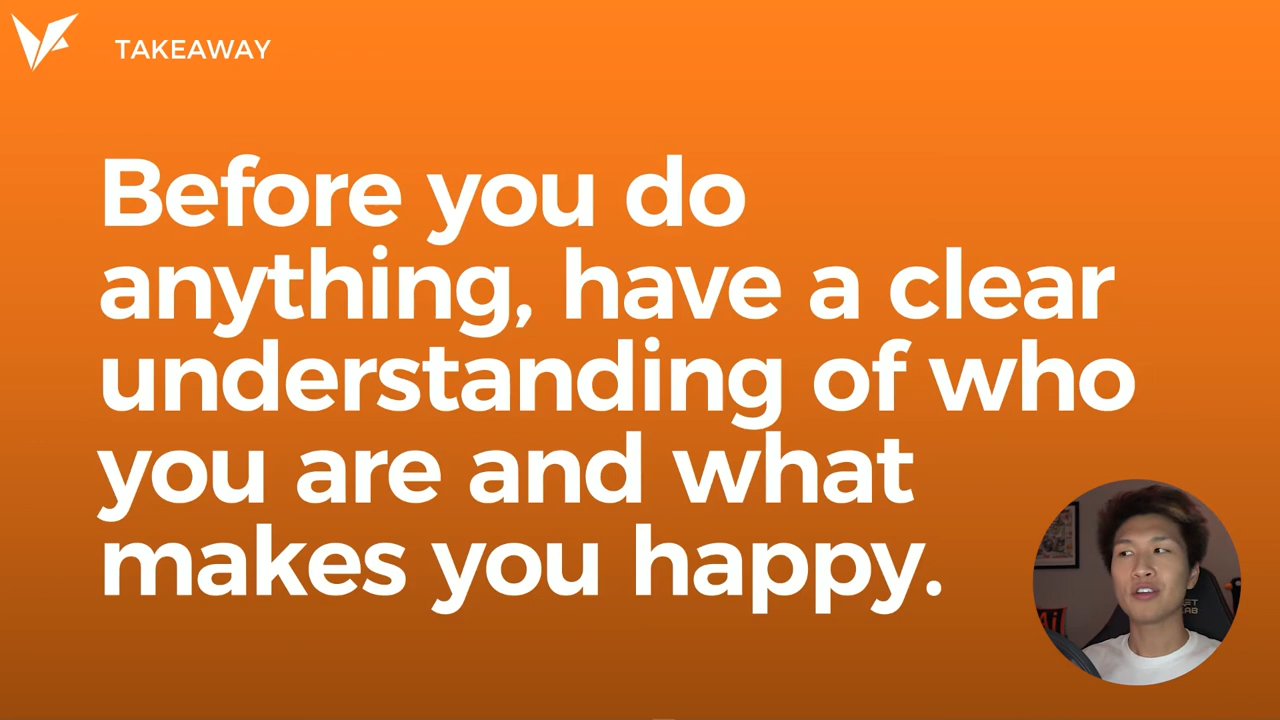 TAKEAWAY
Before you do
anything, have a clear
understanding of who
you are and what
makes you happy.